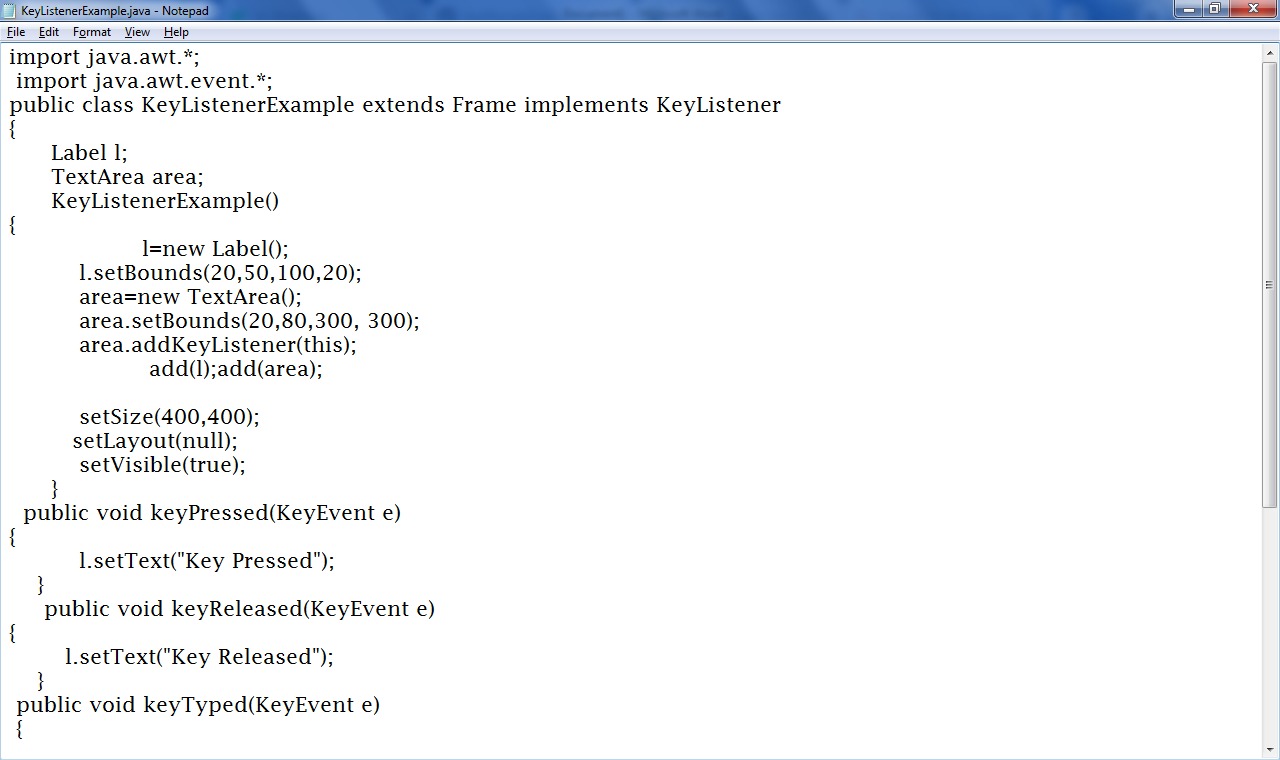 KeyListenerExample.java - Notepad
File Edit Format View Help
import java.awt.*;
import java.awt.event.*;
public class KeyListenerExample extends Frame implements KeyListener
{
Label l;
TextArea area;
KeyListenerExample()
{
l=new Label();
l.setBounds(20,50,100,20);
area=new TextArea();
area.setBounds(20,80,300, 300);
area.addKeyListener(this);
add(l);add(area);
setSize(400,400);
setLayout(null);
setVisible(true);
}
public void keyPressed(KeyEvent e)
{
l.setText("Key Pressed");
}
public void keyReleased(KeyEvent e)
{
l.setText("Key Released");
}
public void keyTyped(KeyEvent e)
{